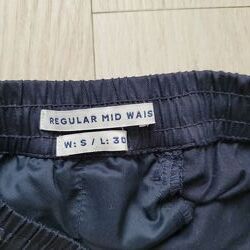 REGULAR MID WAIS
W: S / L: 30